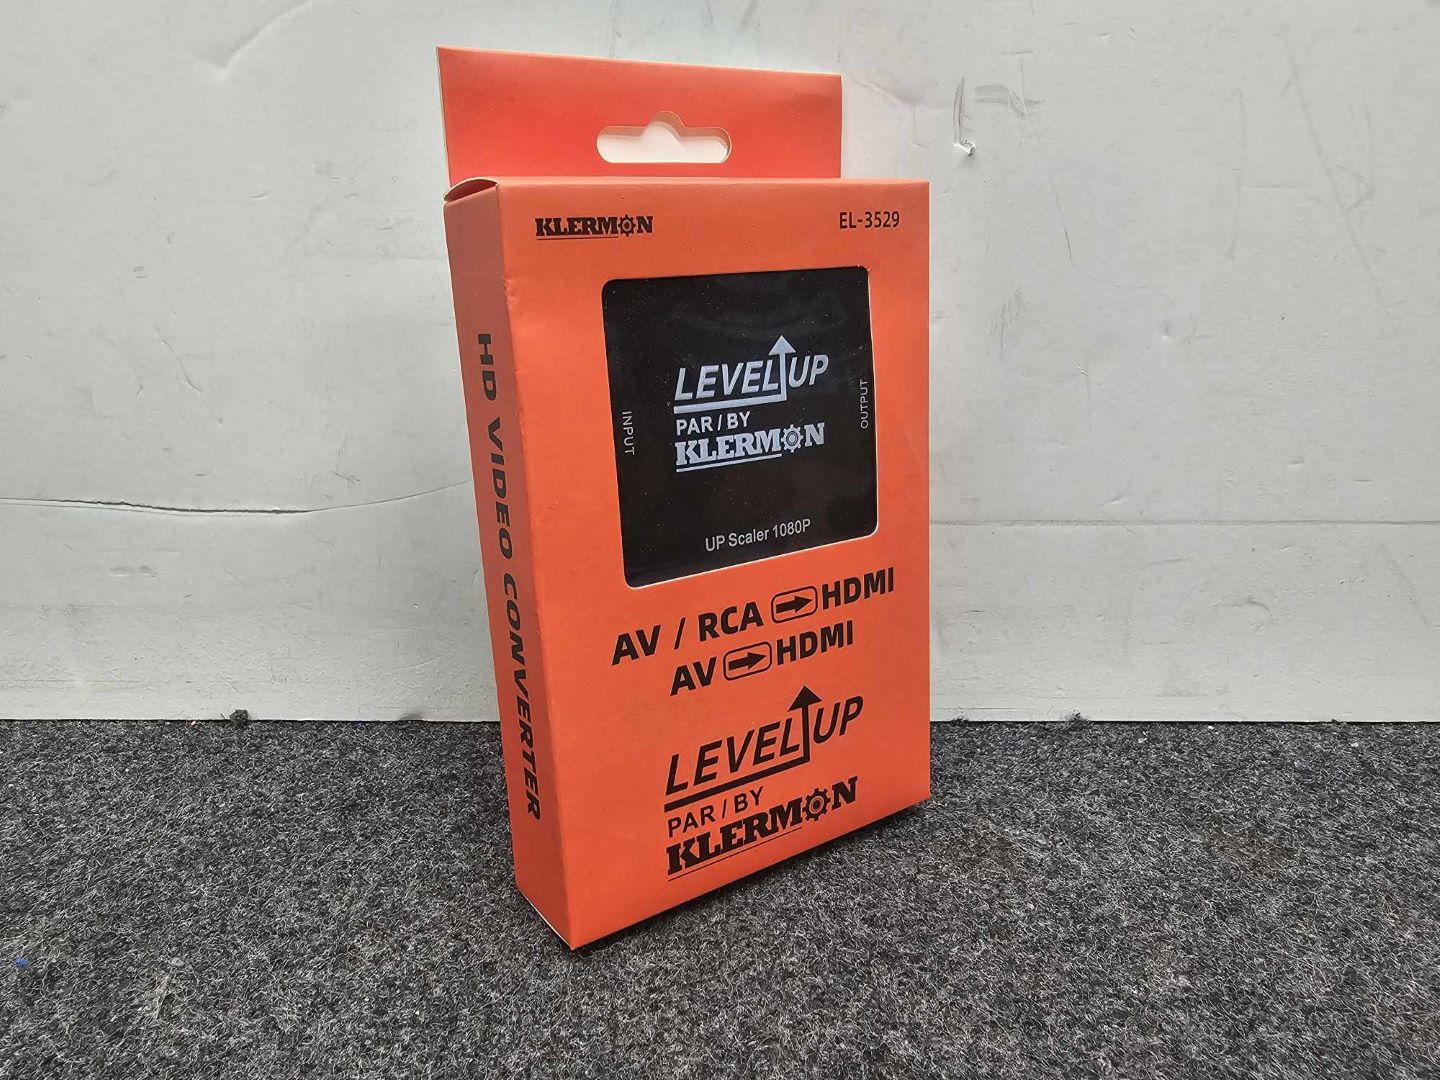 KLERMON
EL-3529
LEVEL UP
PAR / BY
KLERMON
INPUT
OUTPUT
UP Scaler 1080P
AV / RCA HDMI
AV HDMI
LEVEL UP
PAR / BY
KLERMON
HD VIDEO CONVERTER